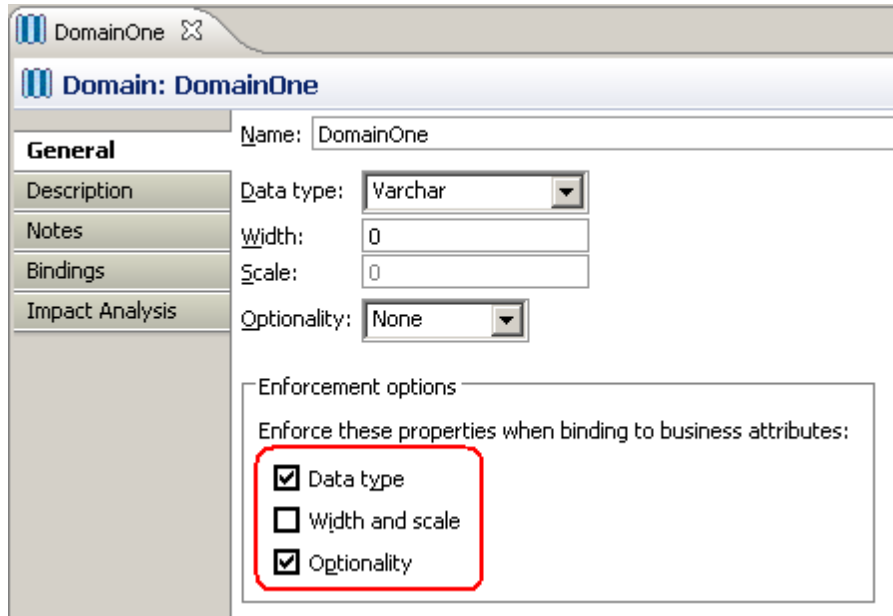 DomainOne
Domain: DomainOne
General
Description
Notes
Bindings
Impact Analysis
Name: DomainOne
Data type: Varchar
Width: 0
Scale: 0
Optionality: None
Enforcement options
Enforce these properties when binding to business attributes:
Data type
Width and scale
Optionality